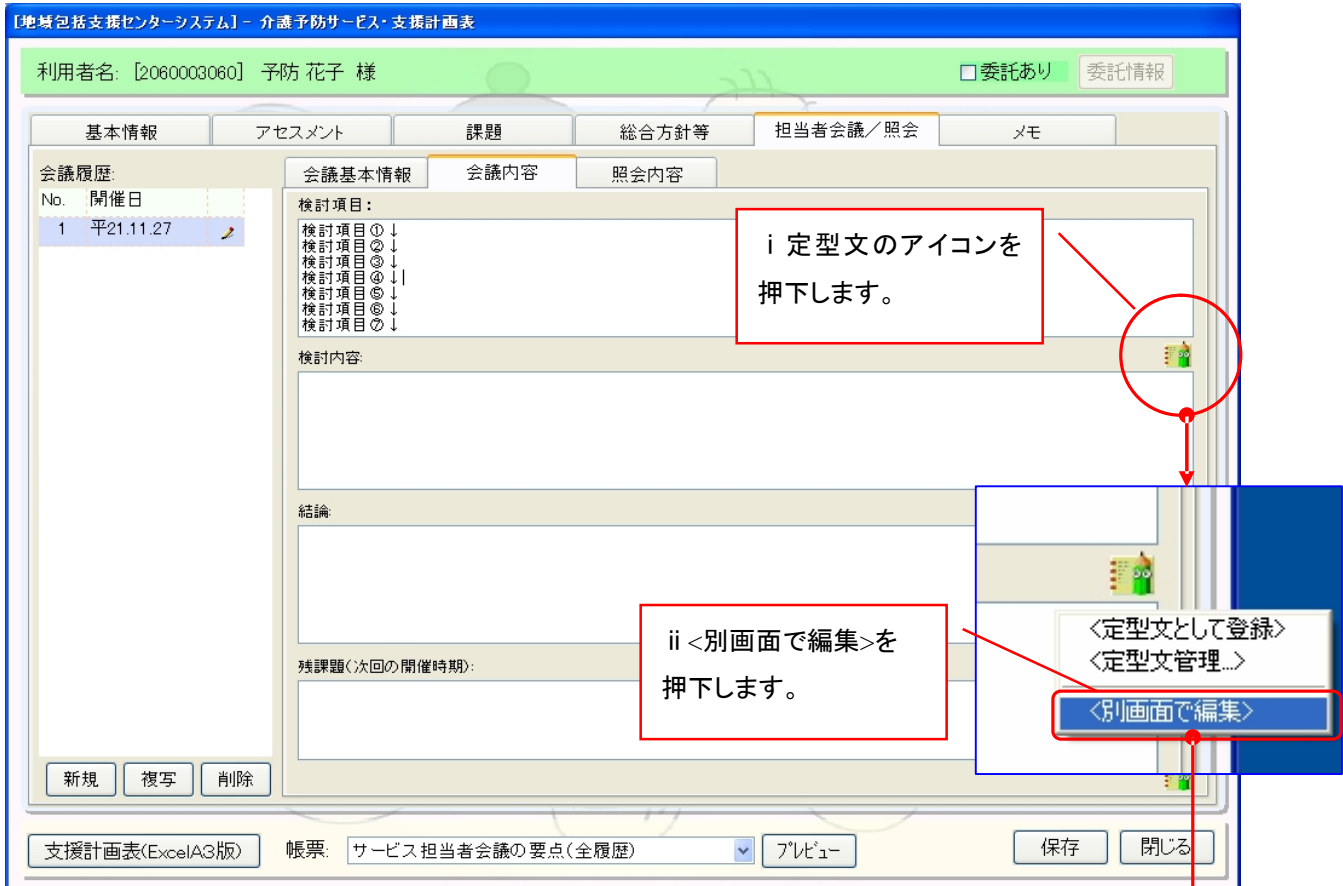 [地域包括支援センターシステム] - 介護予防サービス・支援計画表
利用者名: [2060003060] 予防 花子 様
委託あり
委託情報
基本情報
アセスメント
課題
総合方針等
担当者会議/照会
メモ
会議履歴:
No. 開催日
1 平21.11.27
会議基本情報
会議内容
照会内容
検討項目:
検討項目①↓
検討項目②↓
検討項目③↓
検討項目④↓
検討項目⑤↓
検討項目⑥↓
検討項目⑦↓
ⅰ定型文のアイコンを
押下します。
検討内容:
結論:
ⅱ<別画面で編集>を
押下します。
<定型文として登録>
<定型文管理...>
<別画面で編集>
残課題(次回の開催時期):
新規
複写
削除
支援計画表(ExcelA3版)
帳票:
サービス担当者会議の要点(全履歴)
プレビュー
保存
閉じる